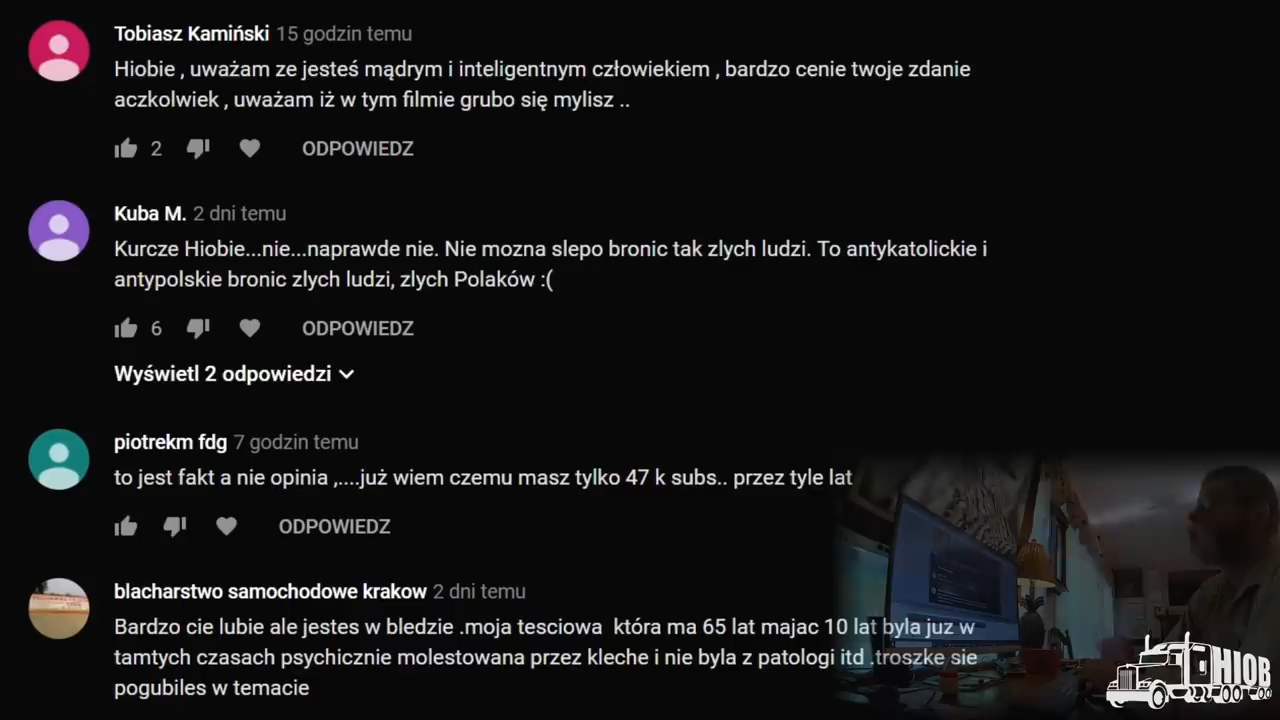 Tobiasz Kamiński 15 godzin temu
Hiobie , uważam ze jesteś mądrym i inteligentnym człowiekiem , bardzo cenie twoje zdanie
aczkolwiek , uważam iż w tym filmie grubo się mylisz ..
2 ODPOWIEDZ
Kuba M. 2 dni temu
Kurcze Hiobie...nie...naprawde nie. Nie mozna slepo bronic tak zlych ludzi. To antykatolickie i
antypolskie bronic zlych ludzi, zlych Polaków :(
6 ODPOWIEDZ
Wyświetl 2 odpowiedzi
piotrekm fdg 7 godzin temu
to jest fakt a nie opinia ,....już wiem czemu masz tylko 47 k subs.. przez tyle lat
ODPOWIEDZ
blacharstwo samochodowe krakow 2 dni temu
Bardzo cie lubie ale jestes w bledzie .moja tesciowa która ma 65 lat majac 10 lat byla juz w
tamtych czasach psychicznie molestowana przez kleche i nie byla z patologi itd .troszke sie
pogubiles w temacie
HIOB